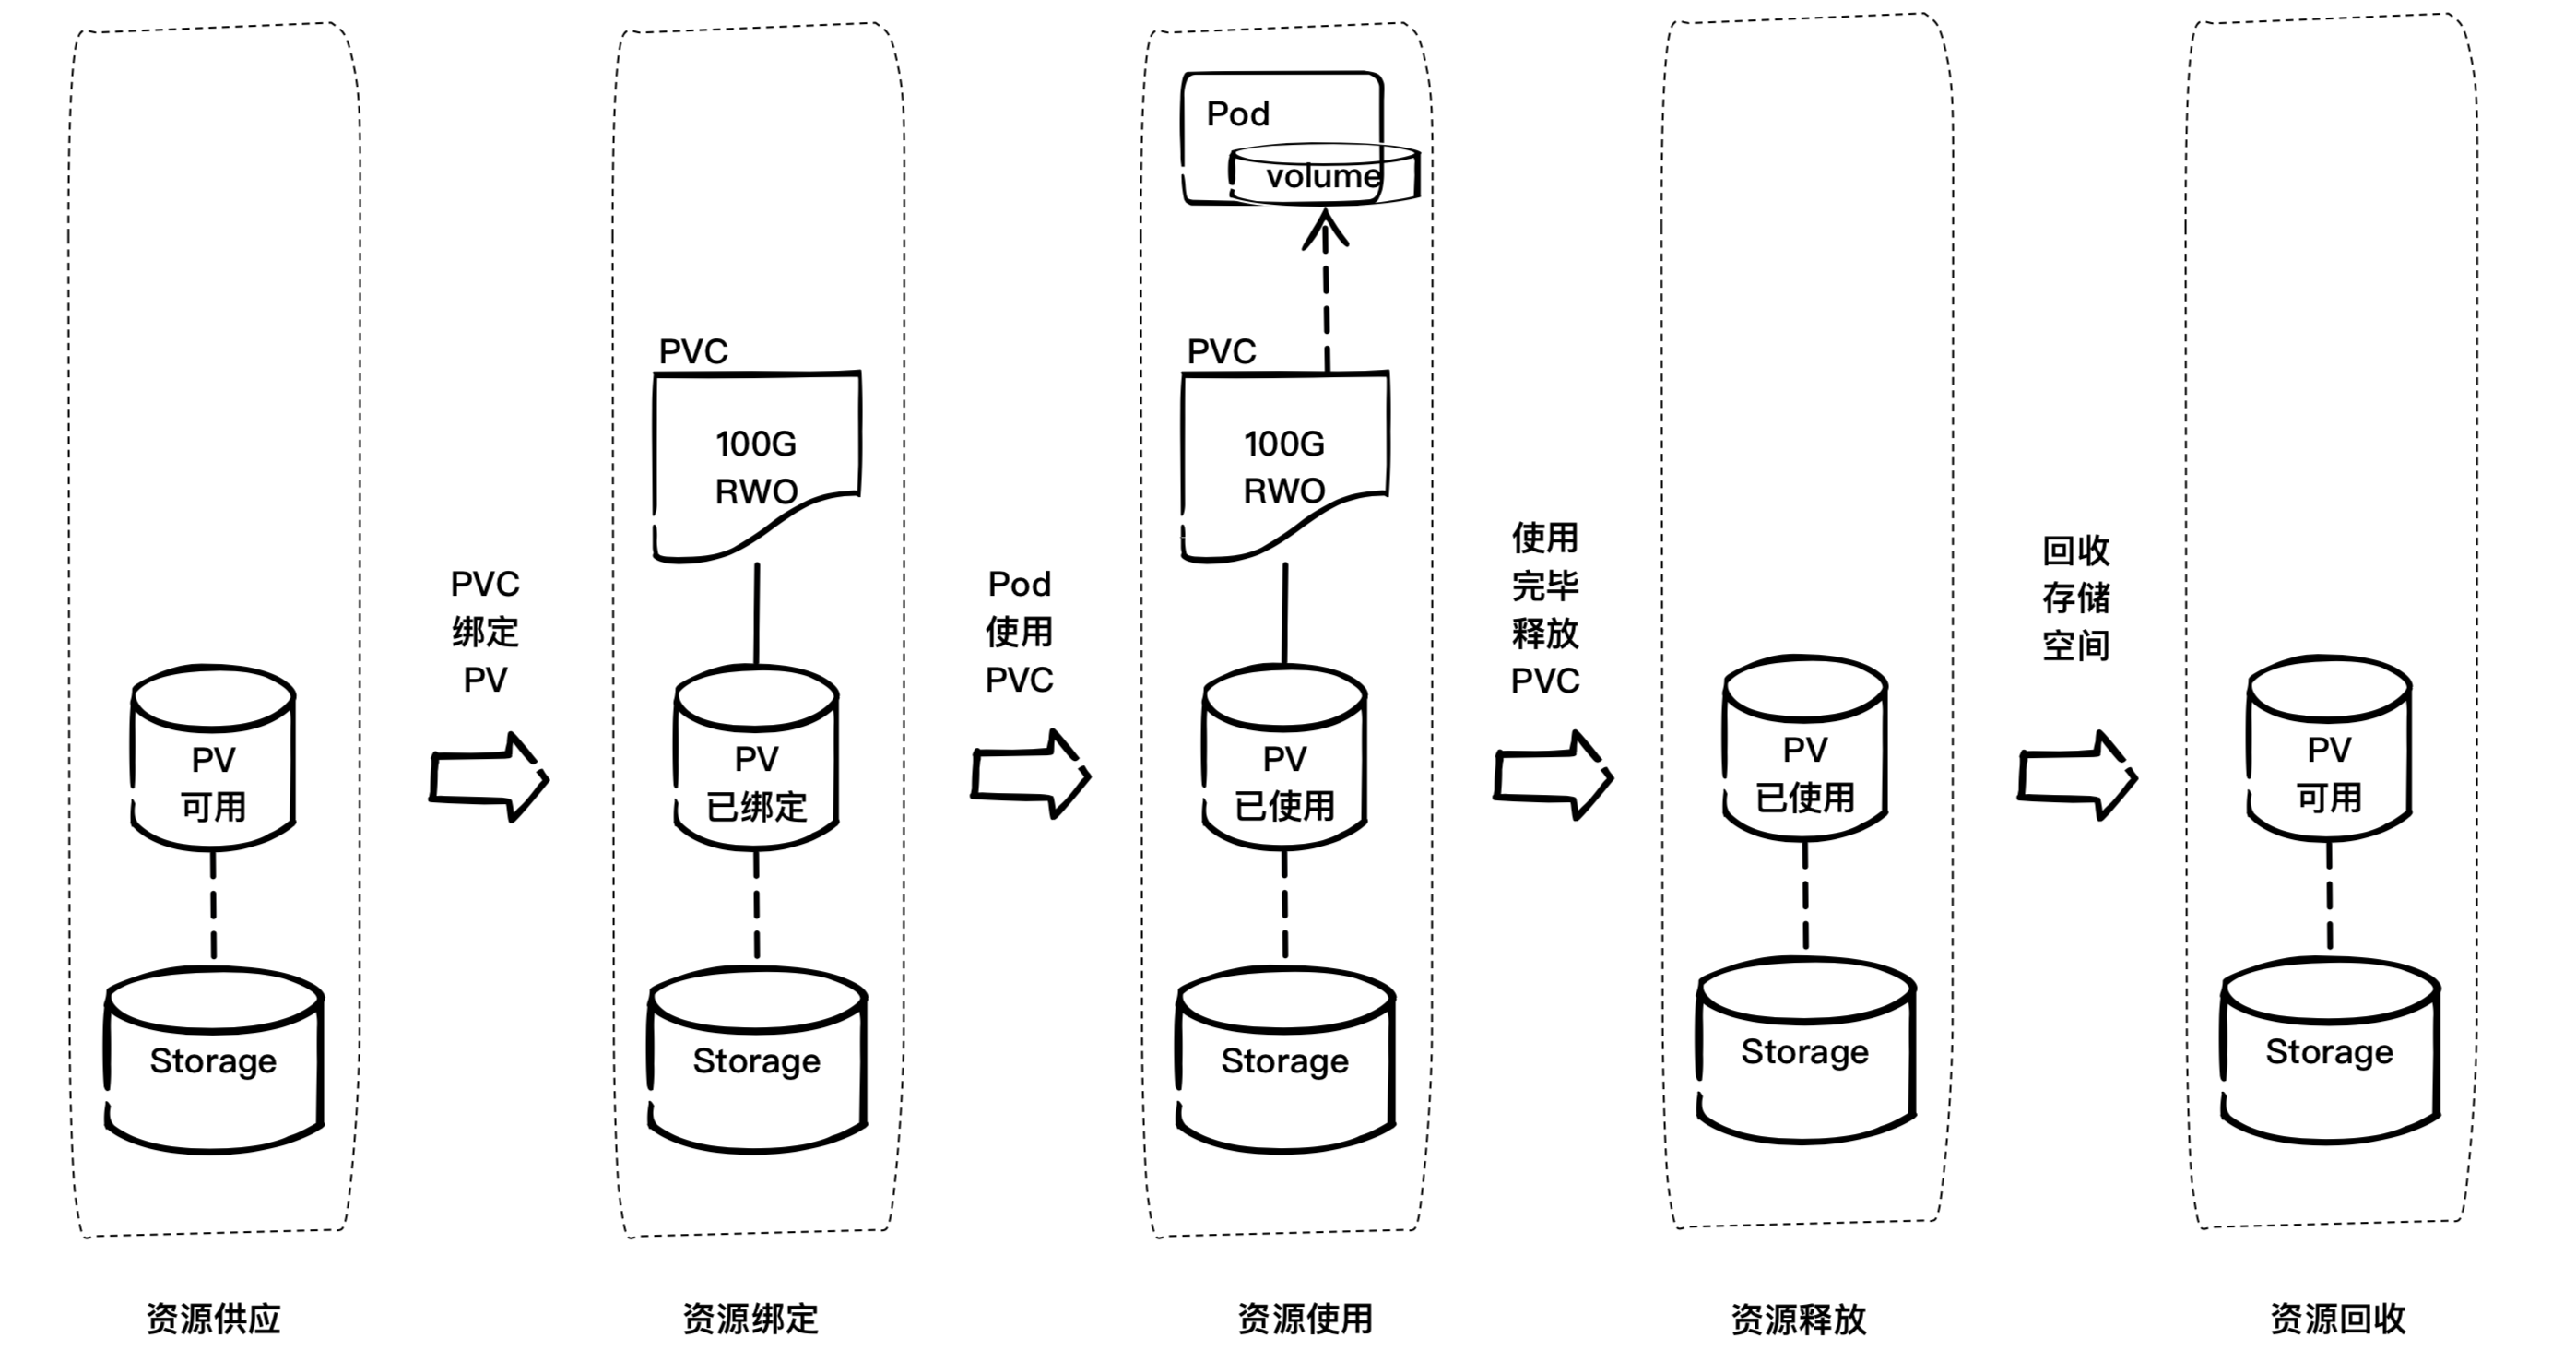 PV
可用
Storage
资源供应
PVC
绑定
PV
PVC
100G
RWO
PV
已绑定
Storage
资源绑定
Pod
使用
PVC
Pod
volume
PVC
100G
RWO
PV
已使用
Storage
资源使用
使用
完毕
释放
PVC
PV
已使用
Storage
资源释放
回收
存储
空间
PV
可用
Storage
资源回收